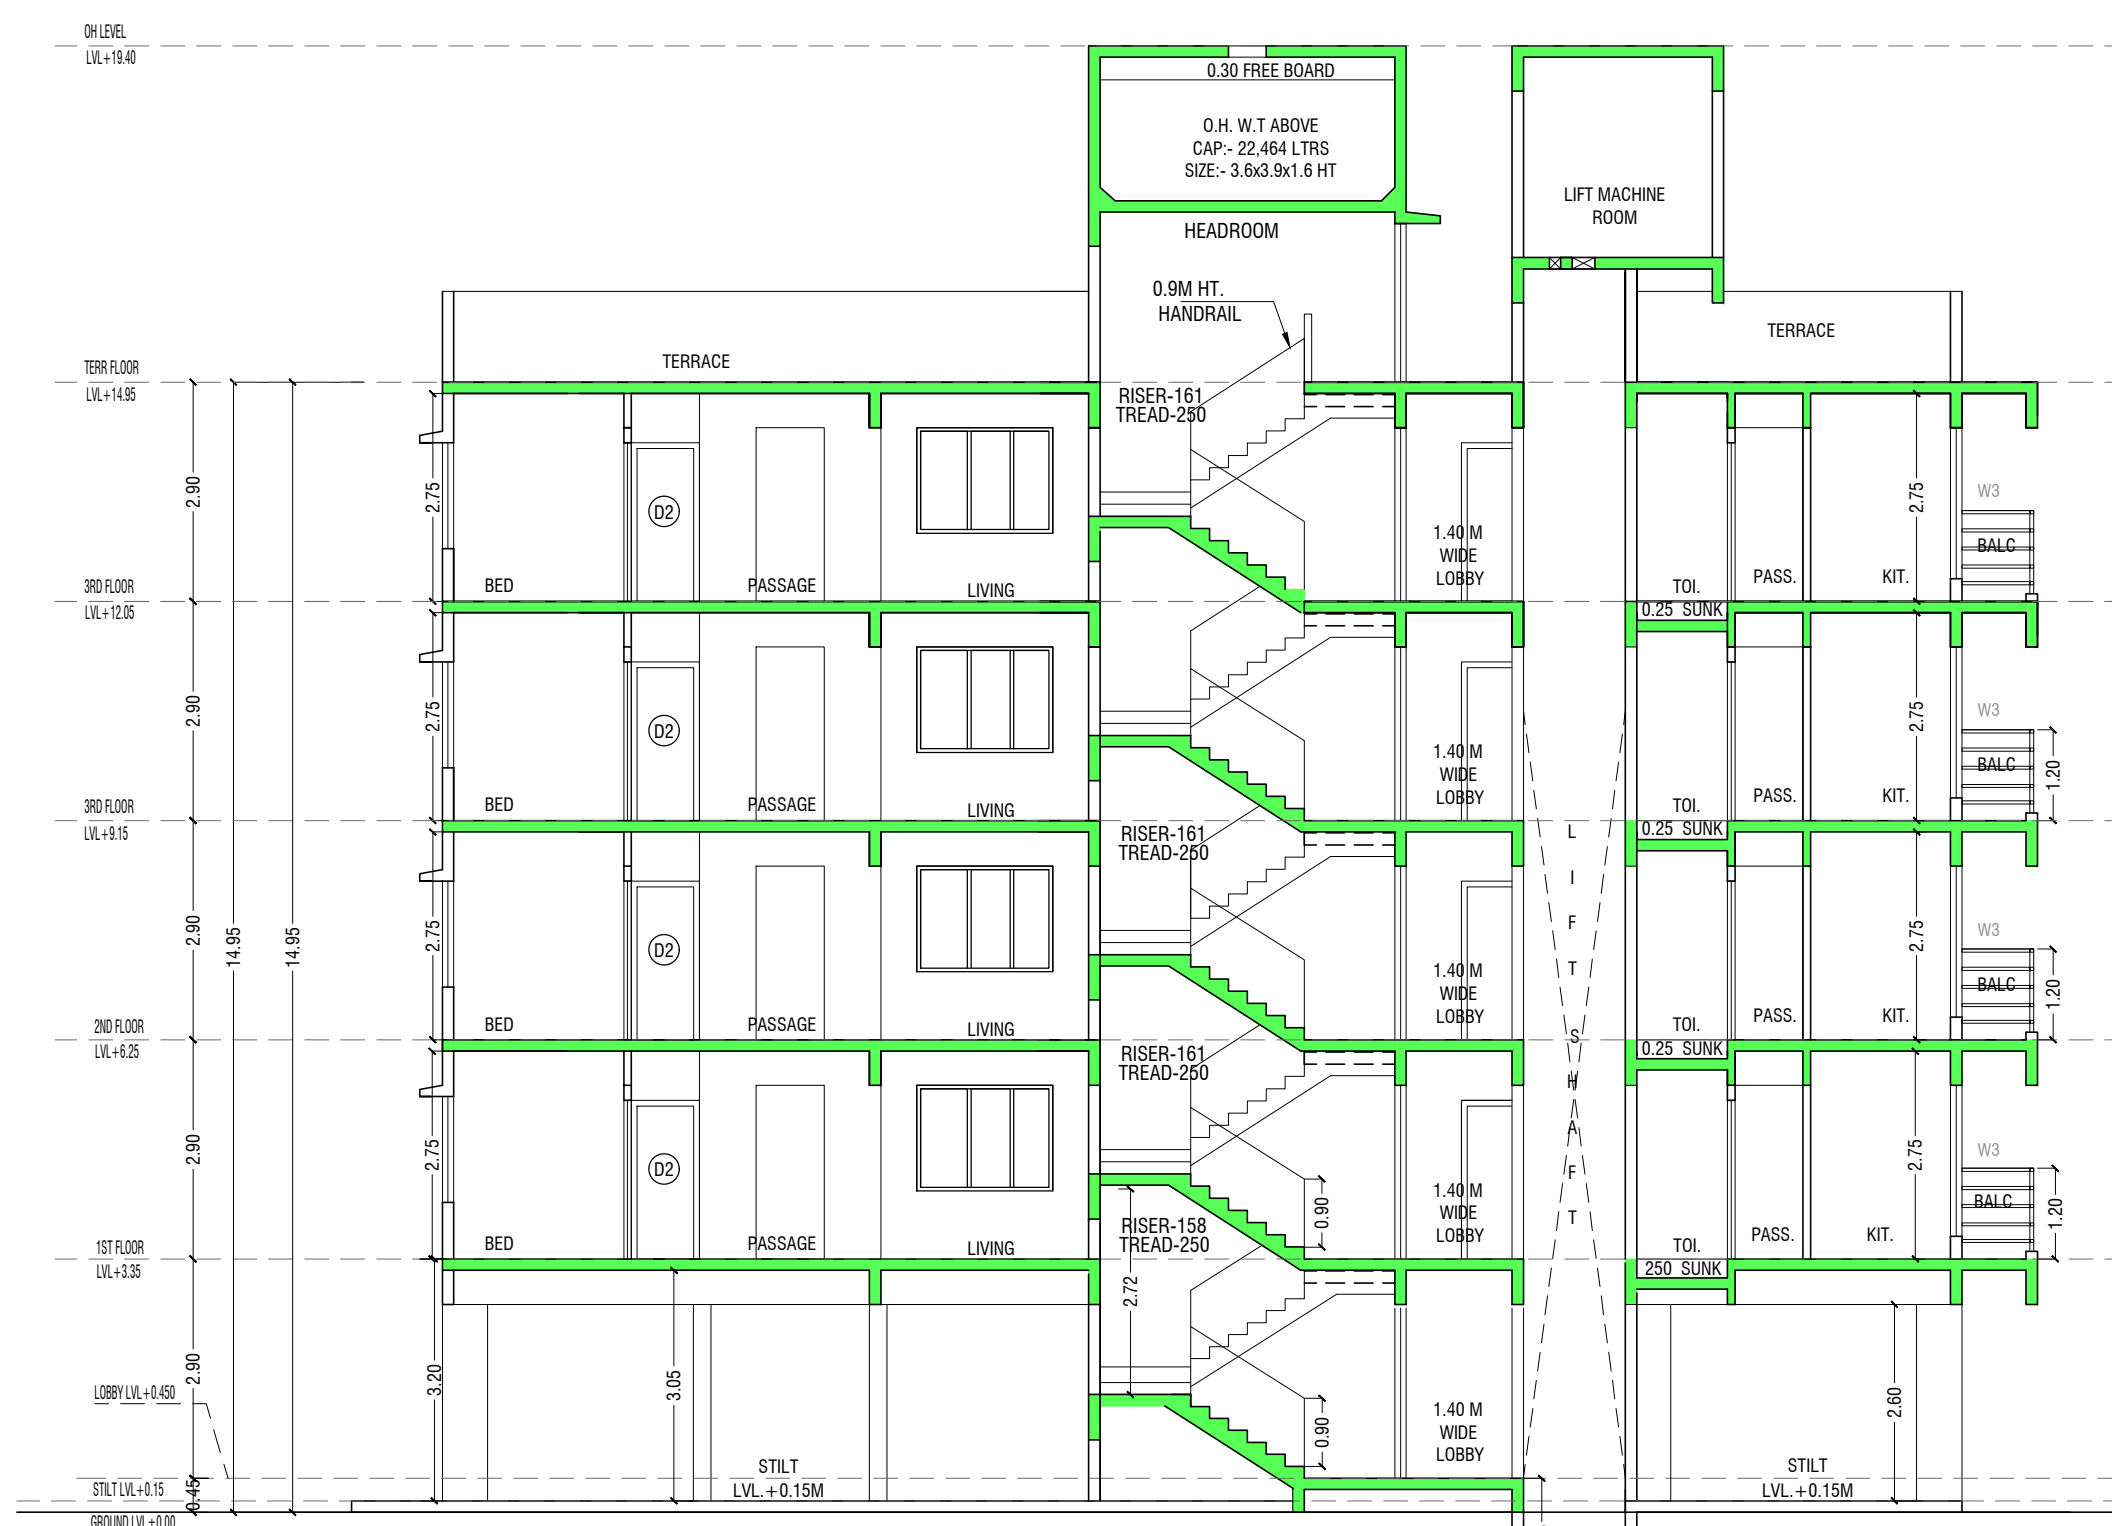 OH LEVEL
LVL+19.40
0.30 FREE BOARD
O.H. W.T ABOVE
CAP:- 22,464 LTRS
SIZE:- 3.6x3.9x1.6 HT
LIFT MACHINE
ROOM
HEADROOM
0.9M HT.
HANDRAIL
TERRACE
TERRACE
TERR FLOOR
LVL+14.95
RISER-161
TREAD-250
2.90
2.75
D2
1.40 M
WIDE
LOBBY
2.75
W3
BALC
BED
PASSAGE
LIVING
TOI.
PASS.
KIT.
3RD FLOOR
LVL+12.05
0.25 SUNK
2.90
2.75
D2
1.40 M
WIDE
LOBBY
2.75
W3
BALC
1.20
BED
PASSAGE
LIVING
TOI.
PASS.
KIT.
3RD FLOOR
LVL+9.15
RISER-161
TREAD-250
0.25 SUNK
L
I
F
T
S
H
A
F
T
2.90
14.95
14.95
2.75
D2
1.40 M
WIDE
LOBBY
2.75
W3
BALC
1.20
BED
PASSAGE
LIVING
TOI.
PASS.
KIT.
2ND FLOOR
LVL+6.25
RISER-161
TREAD-250
0.25 SUNK
2.90
2.75
D2
0.90
1.40 M
WIDE
LOBBY
2.75
W3
BALC
1.20
BED
PASSAGE
LIVING
RISER-158
TREAD-250
TOI.
PASS.
KIT.
1ST FLOOR
LVL+3.35
250 SUNK
2.72
2.90
3.20
3.05
2.60
LOBBY LVL+0.450
0.90
1.40 M
WIDE
LOBBY
STILT
LVL.+0.15M
STILT
LVL.+0.15M
STILT LVL+0.15
0.45
GROUND LVL+0.00